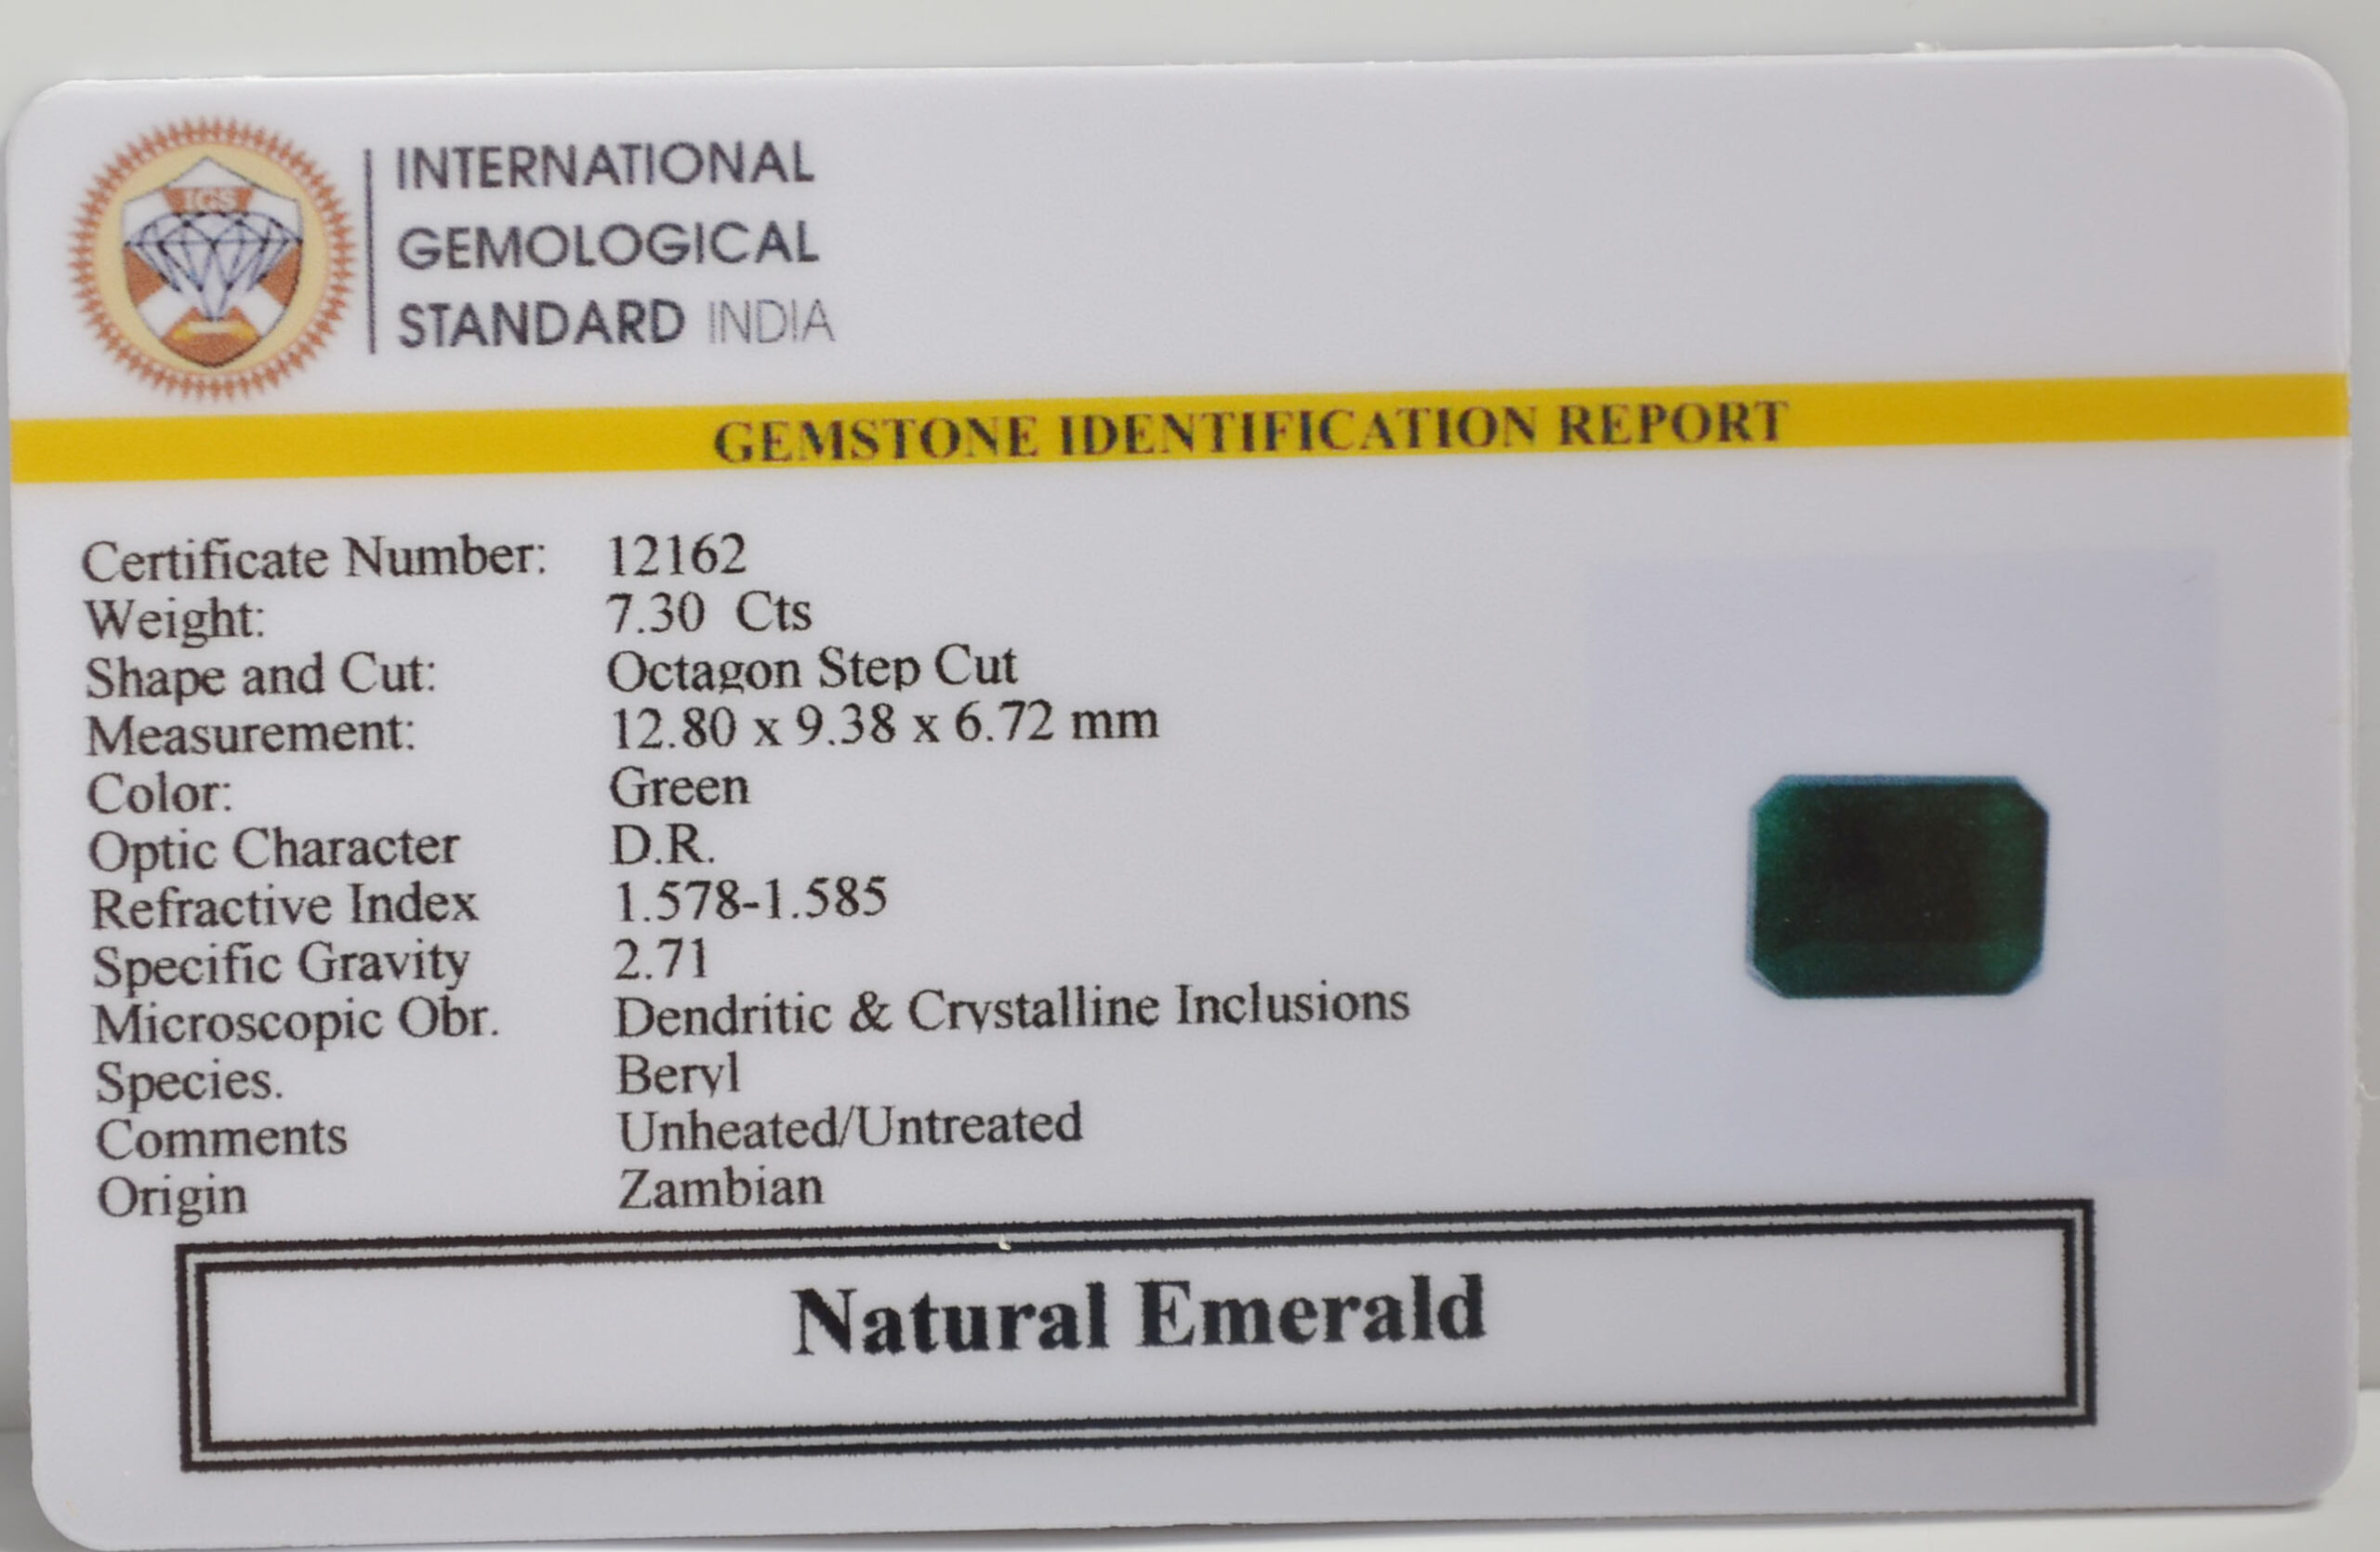 IGS
INTERNATIONAL
GEMOLOGICAL
STANDARD INDIA
GEMSTONE IDENTIFICATION REPORT
Certificate Number: 12162
Weight: 7.30 Cts
Shape and Cut: Octagon Step Cut
Measurement: 12.80 x 9.38 x 6.72 mm
Color: Green
Optic Character D.R.
Refractive Index 1.578-1.585
Specific Gravity 2.71
Microscopic Obr. Dendritic & Crystalline Inclusions
Species. Beryl
Comments Unheated/Untreated
Origin Zambian
Natural Emerald